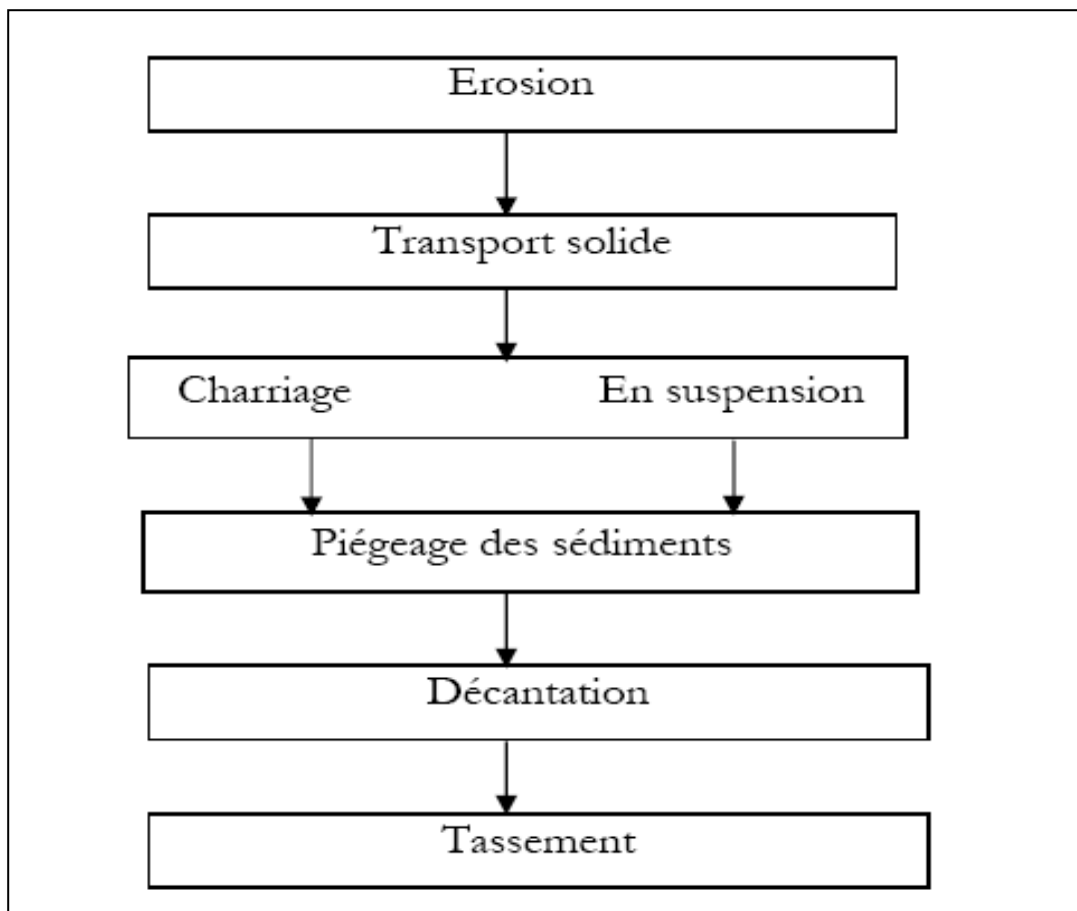 Erosion
Transport solide
Charriage En suspension
Piégeage des sédiments
Décantation
Tassement